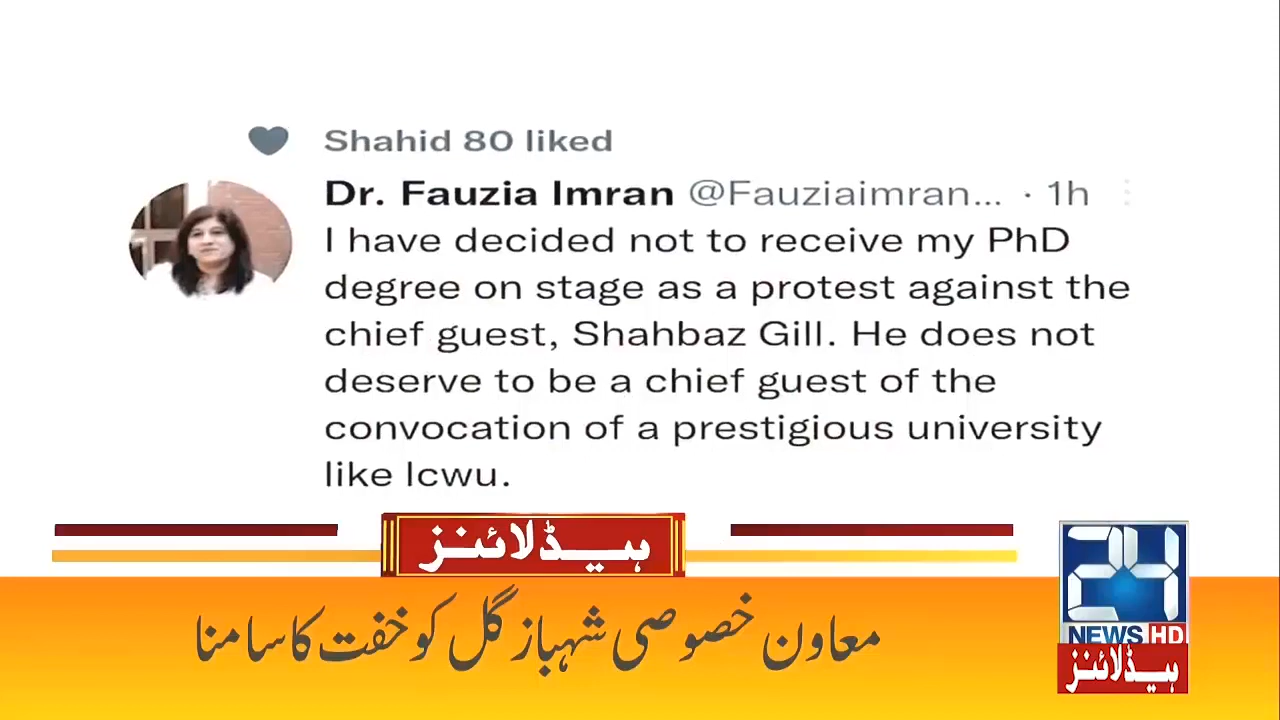 Shahid 80 liked
Dr. Fauzia Imran @Fauziaimran... · 1h
I have decided not to receive my PhD
degree on stage as a protest against the
chief guest, Shahbaz Gill. He does not
deserve to be a chief guest of the
convocation of a prestigious university
like lcwu.
ہیڈلائنز
معاون خصوصی شہباز گل کو خفت کا سامنا
24
NEWS HD
ہیڈلائنز